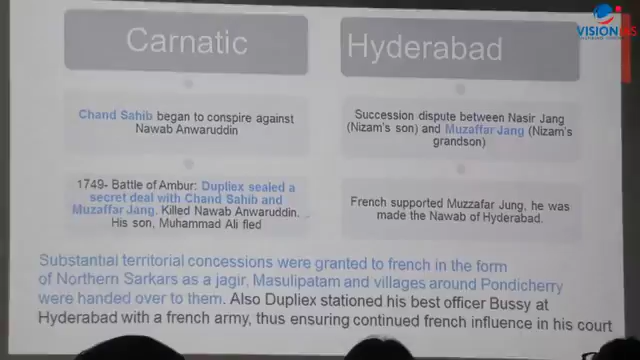 VISION IAS
Carnatic
Hyderabad
Chand Sahib began to conspire against
Nawab Anwaruddin
Succession dispute between Nasir Jang
(Nizam's son) and Muzaffar Jang (Nizam's
grandson)
1749- Battle of Ambur: Dupliex sealed a
secret deal with Chand Sahib and
Muzaffar Jang. Killed Nawab Anwaruddin.
His son, Muhammad Ali fled
French supported Muzzafar Jung, he was
made the Nawab of Hyderabad.
Substantial territorial concessions were granted to french in the form
of Northern Sarkars as a jagir, Masulipatam and villages around Pondicherry
were handed over to them. Also Dupliex stationed his best officer Bussy at
Hyderabad with a french army, thus ensuring continued french influence in his court